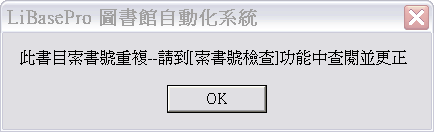 LiBasePro 圖書館自動化系統
此書目索書號重複--請到[索書號檢查]功能中查閱並更正
OK